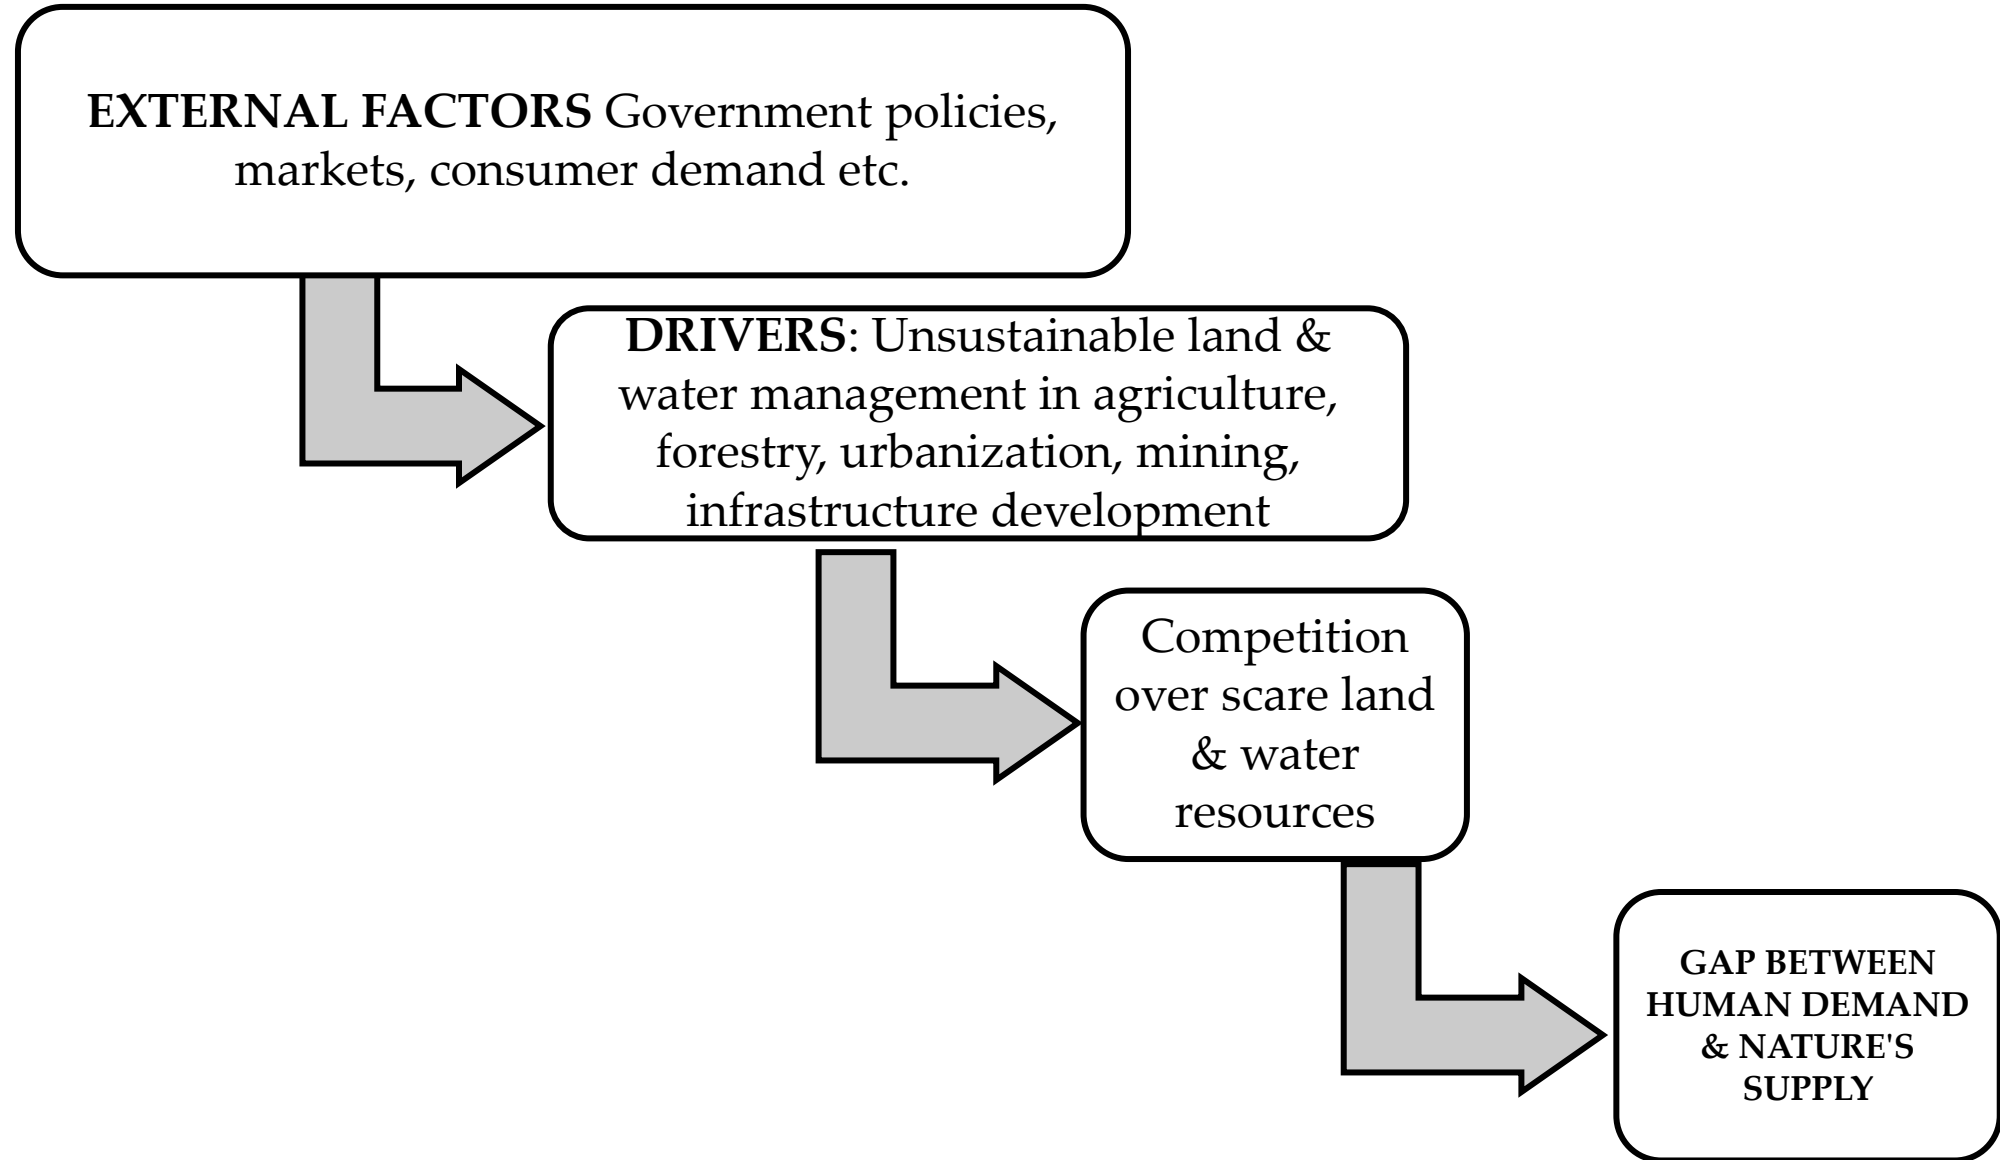 EXTERNAL FACTORS Government policies,
markets, consumer demand etc.
DRIVERS: Unsustainable land &
water management in agriculture,
forestry, urbanization, mining,
infrastructure development
Competition
over scare land
& water
resources
GAP BETWEEN
HUMAN DEMAND
& NATURE'S
SUPPLY